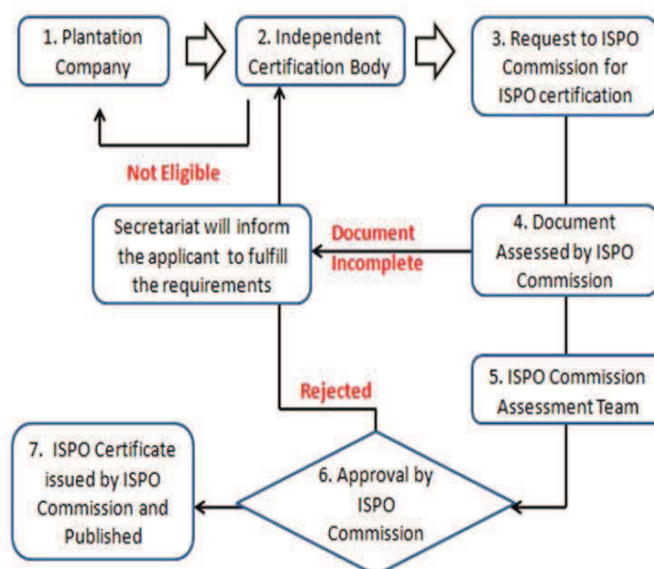 1. Plantation
Company
2. Independent
Certification Body
3. Request to ISPO
Commission for
ISPO certification
Not Eligible
Secretariat will inform
the applicant to fulfill
the requirements
Document
Incomplete
4. Document
Assessed by ISPO
Commission
Rejected
5. ISPO Commission
Assessment Team
7. ISPO Certificate
issued by ISPO
Commission and
Published
6. Approval by
ISPO
Commission